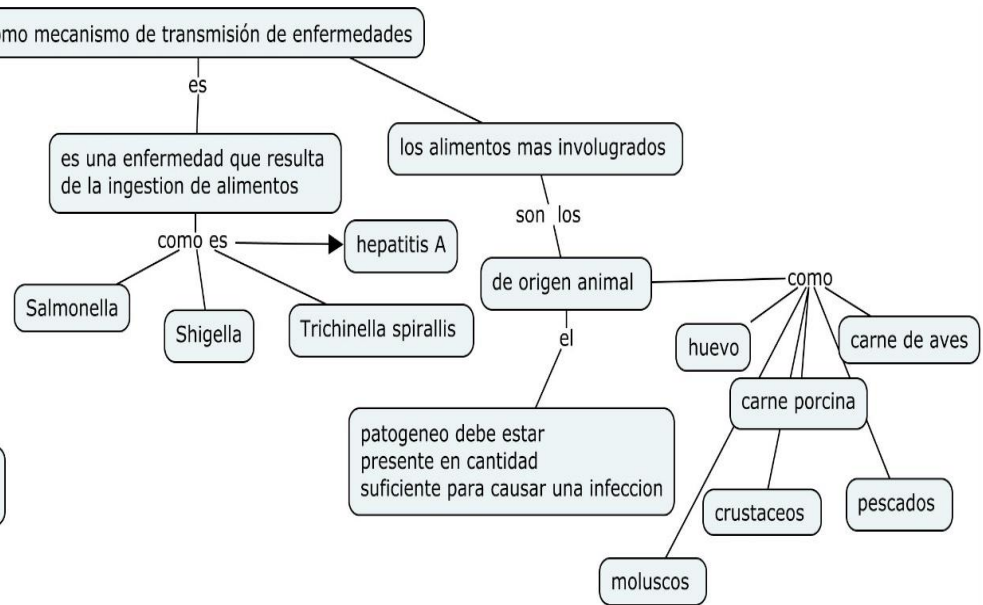 omo mecanismo de transmisión de enfermedades
es
es una enfermedad que resulta
de la ingestion de alimentos
los alimentos mas involugrados
como es
hepatitis A
son los
Salmonella
Shigella
Trichinella spirallis
de origen animal
como
el
huevo
carne de aves
carne porcina
patogeneo debe estar
presente en cantidad
suficiente para causar una infeccion
crustaceos
pescados
moluscos